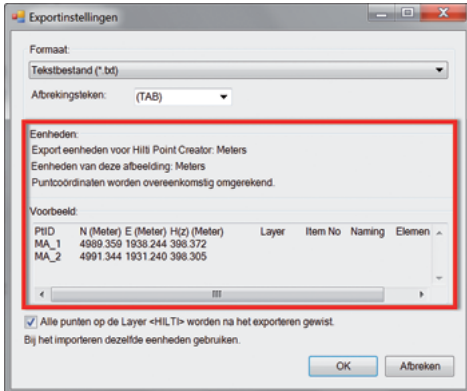 Exportinstellingen
Formaat:
Tekstbestand (*.txt)
Afbrekingsteken: (TAB)
Eenheden:
Export eenheden voor Hilti Point Creator: Meters
Eenheden van deze afbeelding: Meters
Puntcoördinaten worden overeenkomstig omgerekend.
Voorbeeld:
PtID N (Meter) E (Meter) H(z) (Meter) Layer Item No Naming Elemen
MA_1 4989.359 1938.244 398.372
MA_2 4991.344 1931.240 398.305
Alle punten op de Layer <HILTI> worden na het exporteren gewist.
Bij het importeren dezelfde eenheden gebruiken.
OK Afbreken